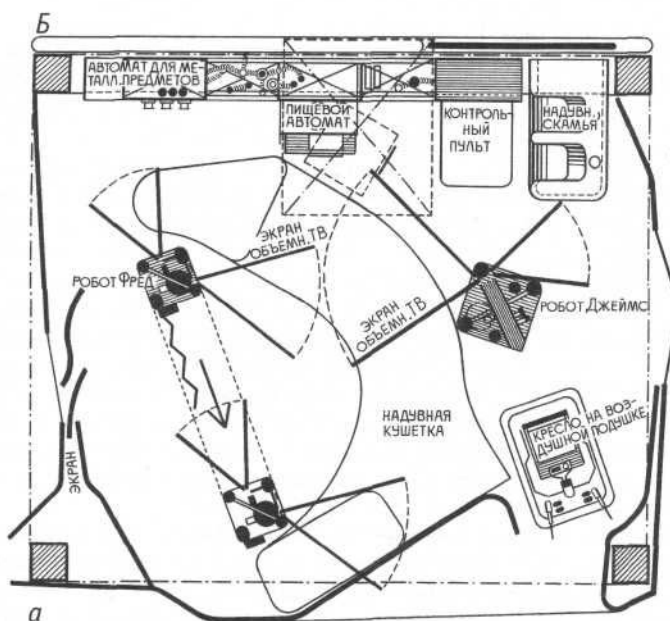 Б
АВТОМАТ ДЛЯ МЕ-
ТАЛЛ. ПРЕДМЕТОВ
ПИЩЕВОЙ
АВТОМАТ
КОНТРОЛЬ-
НЫЙ
ПУЛЬТ
НАДУВН.
СКАМЬЯ
ЭКРАН
ОБЪЕМН. ТВ
РОБОТ ФРЕД
ЭКРАН
ОБЪЕМН. ТВ
РОБОТ ДЖЕЙМС
НАДУВНАЯ
КУШЕТКА
КРЕСЛО НА ВОЗ-
ДУШНОЙ ПОДУШКЕ
ЭКРАН
а